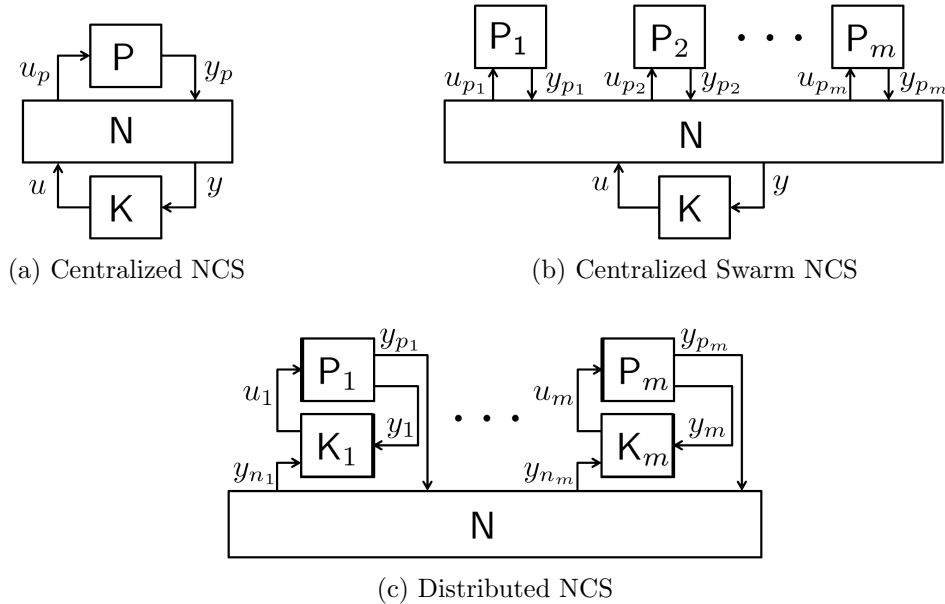 P
u_p
y_p
N
u
y
K
(a) Centralized NCS
P_1
P_2
• • •
P_m
u_{p_1}
y_{p_1}
u_{p_2}
y_{p_2}
u_{p_m}
y_{p_m}
N
u
y
K
(b) Centralized Swarm NCS
y_{p_1}
P_1
u_1
y_1
K_1
y_{n_1}
• • •
y_{p_m}
P_m
u_m
y_m
K_m
y_{n_m}
N
(c) Distributed NCS